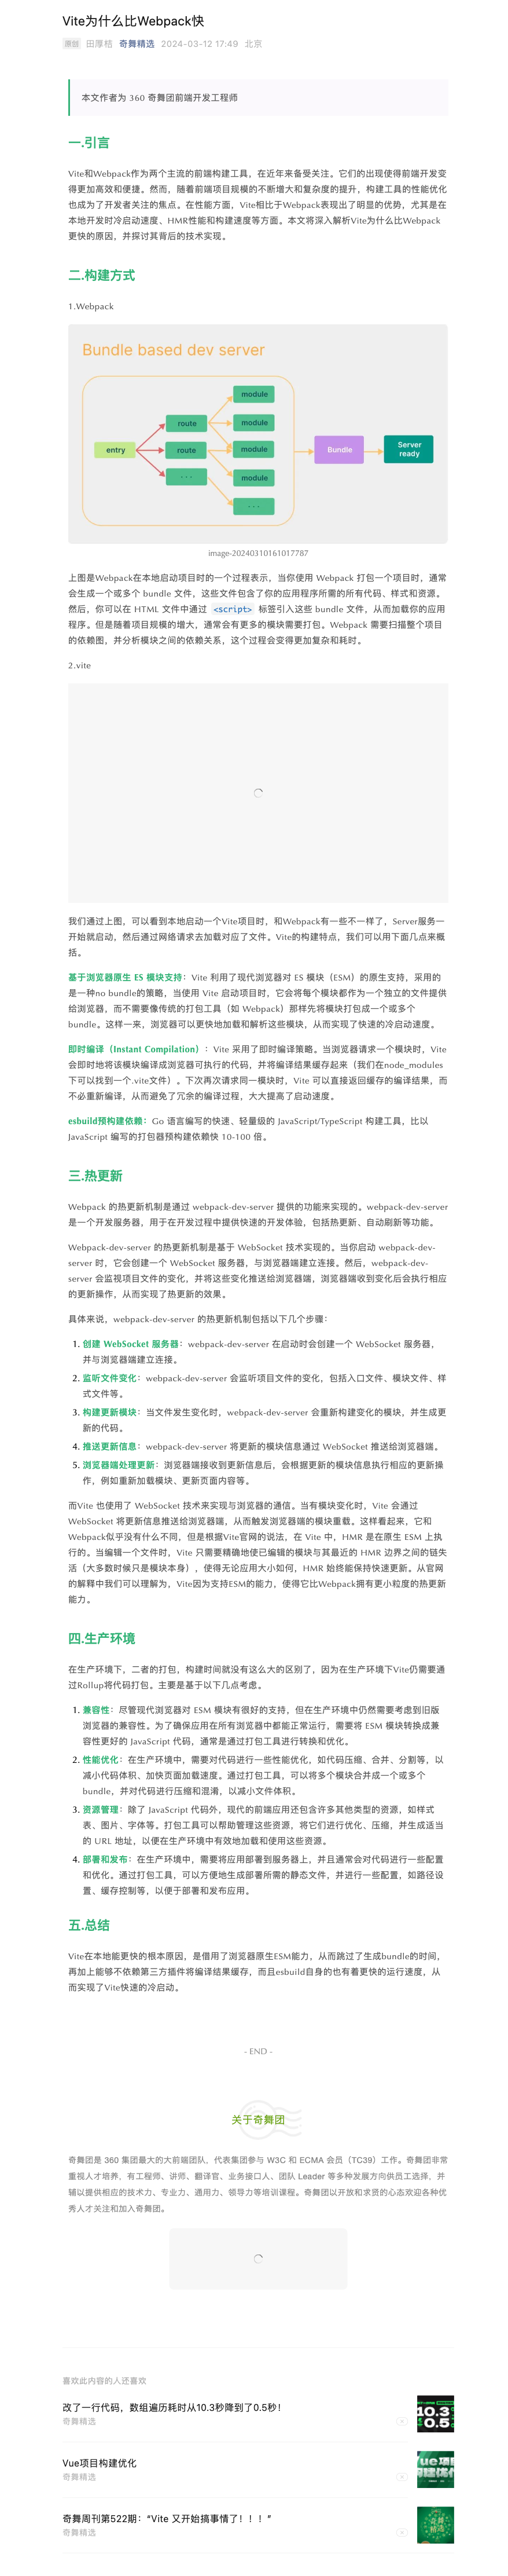 Vite为什么比Webpack快
原创 田厚桔 奇舞精选 2024-03-12 17:49 北京
本文作者为 360 奇舞团前端开发工程师
一.引言
Vite和Webpack作为两个主流的前端构建工具，在近年来备受关注。它们的出现使得前端开发变
得更加高效和便捷。然而，随着前端项目规模的不断增大和复杂度的提升，构建工具的性能优化
也成为了开发者关注的焦点。在性能方面，Vite相比于Webpack表现出了明显的优势，尤其是在
本地开发时冷启动速度、HMR性能和构建速度等方面。本文将深入解析Vite为什么比Webpack
更快的原因，并探讨其背后的技术实现。
二.构建方式
1.Webpack
Bundle based dev server
entry
route
route
· · ·
module
module
module
module
· · ·
Bundle
Server
ready
image-20240310161017787
上图是Webpack在本地启动项目时的一个过程表示，当你使用 Webpack 打包一个项目时，通常
会生成一个或多个 bundle 文件，这些文件包含了你的应用程序所需的所有代码、样式和资源。
然后，你可以在 HTML 文件中通过 <script> 标签引入这些 bundle 文件，从而加载你的应用
程序。但是随着项目规模的增大，通常会有更多的模块需要打包。Webpack 需要扫描整个项目
的依赖图，并分析模块之间的依赖关系，这个过程会变得更加复杂和耗时。
2.vite
我们通过上图，可以看到本地启动一个Vite项目时，和Webpack有一些不一样了，Server服务一
开始就启动，然后通过网络请求去加载对应了文件。Vite的构建特点，我们可以用下面几点来概
括。
基于浏览器原生 ES 模块支持：Vite 利用了现代浏览器对 ES 模块（ESM）的原生支持，采用的
是一种no bundle的策略，当使用 Vite 启动项目时，它会将每个模块都作为一个独立的文件提供
给浏览器，而不需要像传统的打包工具（如 Webpack）那样先将模块打包成一个或多个
bundle。这样一来，浏览器可以更快地加载和解析这些模块，从而实现了快速的冷启动速度。
即时编译（Instant Compilation）：Vite 采用了即时编译策略。当浏览器请求一个模块时，Vite
会即时地将该模块编译成浏览器可执行的代码，并将编译结果缓存起来（我们在node_modules
下可以找到一个.vite文件）。下次再次请求同一模块时，Vite 可以直接返回缓存的编译结果，而
不必重新编译，从而避免了冗余的编译过程，大大提高了启动速度。
esbuild预构建依赖：Go 语言编写的快速、轻量级的 JavaScript/TypeScript 构建工具，比以
JavaScript 编写的打包器预构建依赖快 10-100 倍。
三.热更新
Webpack 的热更新机制是通过 webpack-dev-server 提供的功能来实现的。webpack-dev-server
是一个开发服务器，用于在开发过程中提供快速的开发体验，包括热更新、自动刷新等功能。
Webpack-dev-server 的热更新机制是基于 WebSocket 技术实现的。当你启动 webpack-dev-
server 时，它会创建一个 WebSocket 服务器，与浏览器端建立连接。然后，webpack-dev-
server 会监视项目文件的变化，并将这些变化推送给浏览器端，浏览器端收到变化后会执行相应
的更新操作，从而实现了热更新的效果。
具体来说，webpack-dev-server 的热更新机制包括以下几个步骤：
1. 创建 WebSocket 服务器：webpack-dev-server 在启动时会创建一个 WebSocket 服务器，
并与浏览器端建立连接。
2. 监听文件变化：webpack-dev-server 会监听项目文件的变化，包括入口文件、模块文件、样
式文件等。
3. 构建更新模块：当文件发生变化时，webpack-dev-server 会重新构建变化的模块，并生成更
新的代码。
4. 推送更新信息：webpack-dev-server 将更新的模块信息通过 WebSocket 推送给浏览器端。
5. 浏览器端处理更新：浏览器端接收到更新信息后，会根据更新的模块信息执行相应的更新操
作，例如重新加载模块、更新页面内容等。
而Vite 也使用了 WebSocket 技术来实现与浏览器的通信。当有模块变化时，Vite 会通过
WebSocket 将更新信息推送给浏览器端，从而触发浏览器端的模块重载。这样看起来，它和
Webpack似乎没有什么不同，但是根据Vite官网的说法，在 Vite 中，HMR 是在原生 ESM 上执
行的。当编辑一个文件时，Vite 只需要精确地使已编辑的模块与其最近的 HMR 边界之间的链失
活（大多数时候只是模块本身），使得无论应用大小如何，HMR 始终能保持快速更新。从官网
的解释中我们可以理解为，Vite因为支持ESM的能力，使得它比Webpack拥有更小粒度的热更新
能力。
四.生产环境
在生产环境下，二者的打包，构建时间就没有这么大的区别了，因为在生产环境下Vite仍需要通
过Rollup将代码打包。主要是基于以下几点考虑。
1. 兼容性：尽管现代浏览器对 ESM 模块有很好的支持，但在生产环境中仍然需要考虑到旧版
浏览器的兼容性。为了确保应用在所有浏览器中都能正常运行，需要将 ESM 模块转换成兼
容性更好的 JavaScript 代码，通常是通过打包工具进行转换和优化。
2. 性能优化：在生产环境中，需要对代码进行一些性能优化，如代码压缩、合并、分割等，以
减小代码体积、加快页面加载速度。通过打包工具，可以将多个模块合并成一个或多个
bundle，并对代码进行压缩和混淆，以减小文件体积。
3. 资源管理：除了 JavaScript 代码外，现代的前端应用还包含许多其他类型的资源，如样式
表、图片、字体等。打包工具可以帮助管理这些资源，将它们进行优化、压缩，并生成适当
的 URL 地址，以便在生产环境中有效地加载和使用这些资源。
4. 部署和发布：在生产环境中，需要将应用部署到服务器上，并且通常会对代码进行一些配置
和优化。通过打包工具，可以方便地生成部署所需的静态文件，并进行一些配置，如路径设
置、缓存控制等，以便于部署和发布应用。
五.总结
Vite在本地能更快的根本原因，是借用了浏览器原生ESM能力，从而跳过了生成bundle的时间，
再加上能够不依赖第三方插件将编译结果缓存，而且esbuild自身的也有着更快的运行速度，从
而实现了Vite快速的冷启动。
- END -
关于奇舞团
奇舞团是 360 集团最大的大前端团队，代表集团参与 W3C 和 ECMA 会员（TC39）工作。奇舞团非常
重视人才培养，有工程师、讲师、翻译官、业务接口人、团队 Leader 等多种发展方向供员工选择，并
辅以提供相应的技术力、专业力、通用力、领导力等培训课程。奇舞团以开放和求贤的心态欢迎各种优
秀人才关注和加入奇舞团。
喜欢此内容的人还喜欢
改了一行代码，数组遍历耗时从10.3秒降到了0.5秒！
奇舞精选
10.3
0.5
Vue项目构建优化
奇舞精选
奇舞周刊第522期：“Vite 又开始搞事情了！！！”
奇舞精选